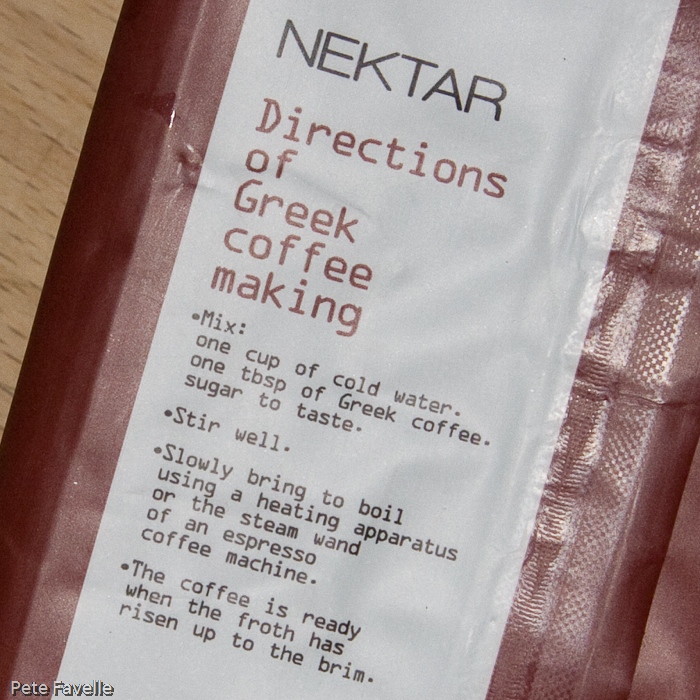 NEKTAR
Directions
of
Greek
coffee
making
•Mix:
one cup of cold water.
one tbsp of Greek coffee.
sugar to taste.
•Stir well.
•Slowly bring to boil
using a heating apparatus
or the steam wand
of an espresso
coffee machine.
•The coffee is ready
when the froth has
risen up to the brim.
Pete Favelle